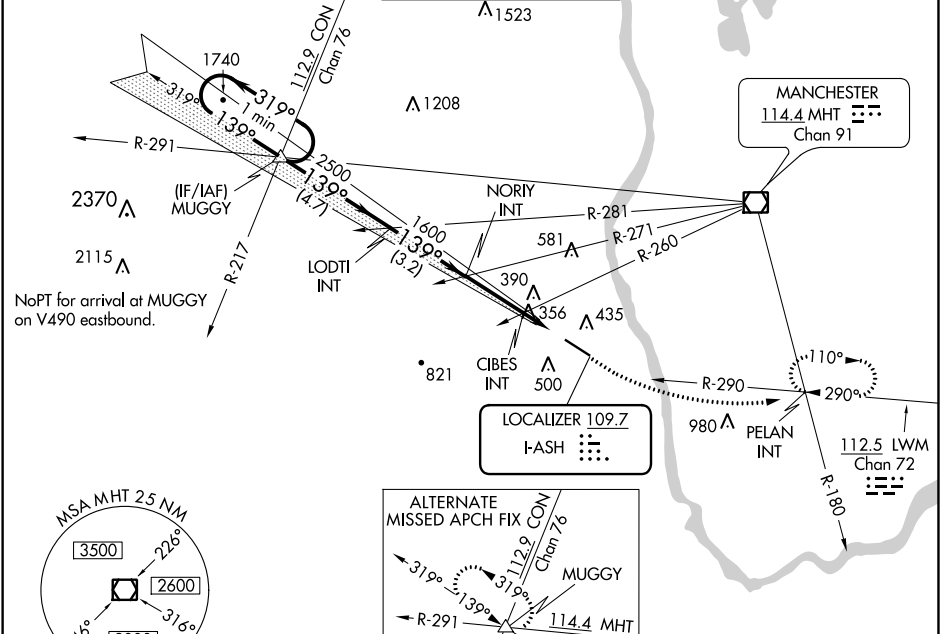 1523
112.9 CON
Chan 76
1740
319°
319°
1 min
139°
1208
MANCHESTER
114.4 MHT
Chan 91
R-291
2500
139°
(4.7)
(IF/IAF)
MUGGY
2370
NORIY
INT
R-281
1600
139°
(3.2)
R-271
581
R-260
R-217
LODTI
INT
2115
NoPT for arrival at MUGGY
on V490 eastbound.
390
356
435
821
CIBES
INT
500
110°
R-290
290°
LOCALIZER 109.7
I-ASH
980
PELAN
INT
112.5 LWM
Chan 72
R-180
MSA MHT 25 NM
3500
226°
2600
316°
ALTERNATE
MISSED APCH FIX
112.9 CON
Chan 76
319°
319°
139°
MUGGY
R-291
114.4 MHT